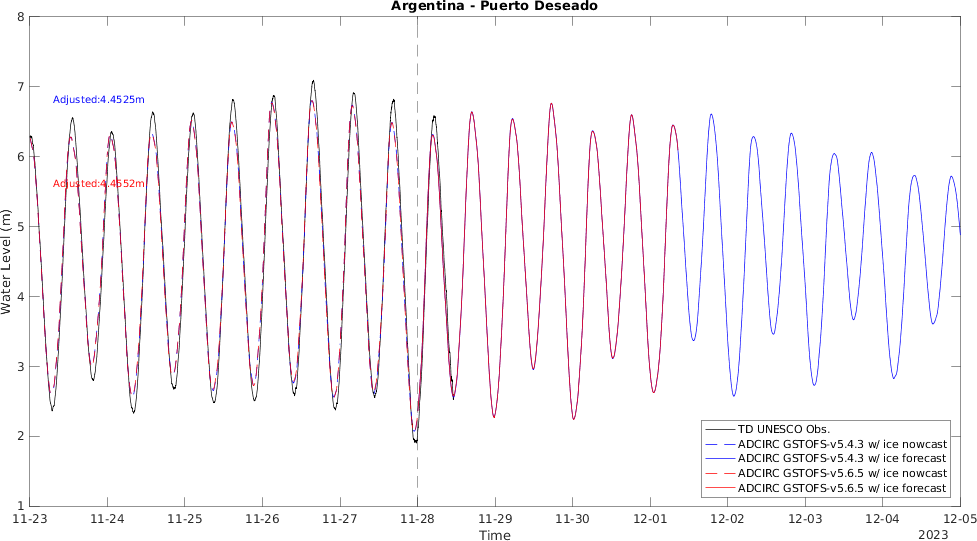 Argentina - Puerto Deseado
Water Level (m)
8
7
6
5
4
3
2
1
Adjusted:4.4525m
Adjusted:4.4552m
TD UNESCO Obs.
ADCIRC GSTOFS-v5.4.3 w/ ice nowcast
ADCIRC GSTOFS-v5.4.3 w/ ice forecast
ADCIRC GSTOFS-v5.6.5 w/ ice nowcast
ADCIRC GSTOFS-v5.6.5 w/ ice forecast
11-23 11-24 11-25 11-26 11-27 11-28 11-29 11-30 12-01 12-02 12-03 12-04 12-05
Time
2023